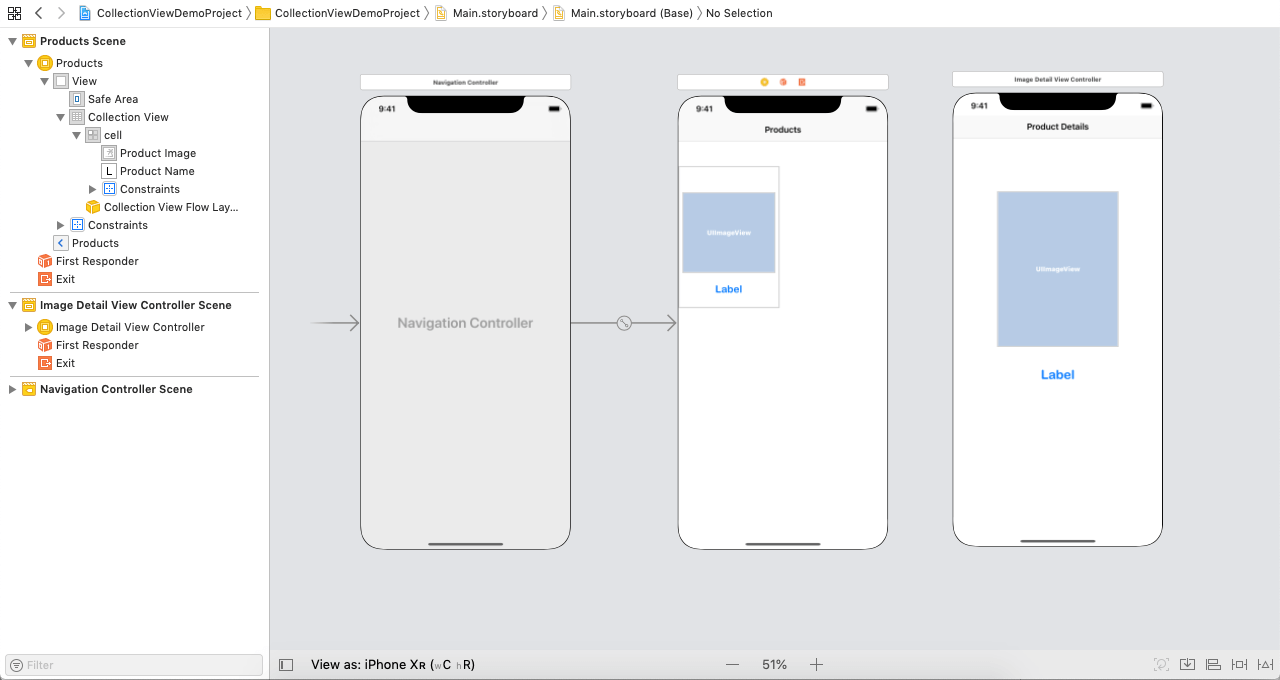 CollectionViewDemoProject
CollectionViewDemoProject
Main.storyboard
Main.storyboard (Base)
No Selection
Products Scene
Products
View
Safe Area
Collection View
cell
Product Image
L Product Name
Constraints
Collection View Flow Lay...
Constraints
Products
First Responder
Exit
Image Detail View Controller Scene
Image Detail View Controller
First Responder
Exit
Navigation Controller Scene
Filter
Navigation Controller
9:41
Navigation Controller
9:41
Products
UIImageView
Label
Image Detail View Controller
9:41
Product Details
UIImageView
Label
View as: iPhone XR (wC hR)
51%